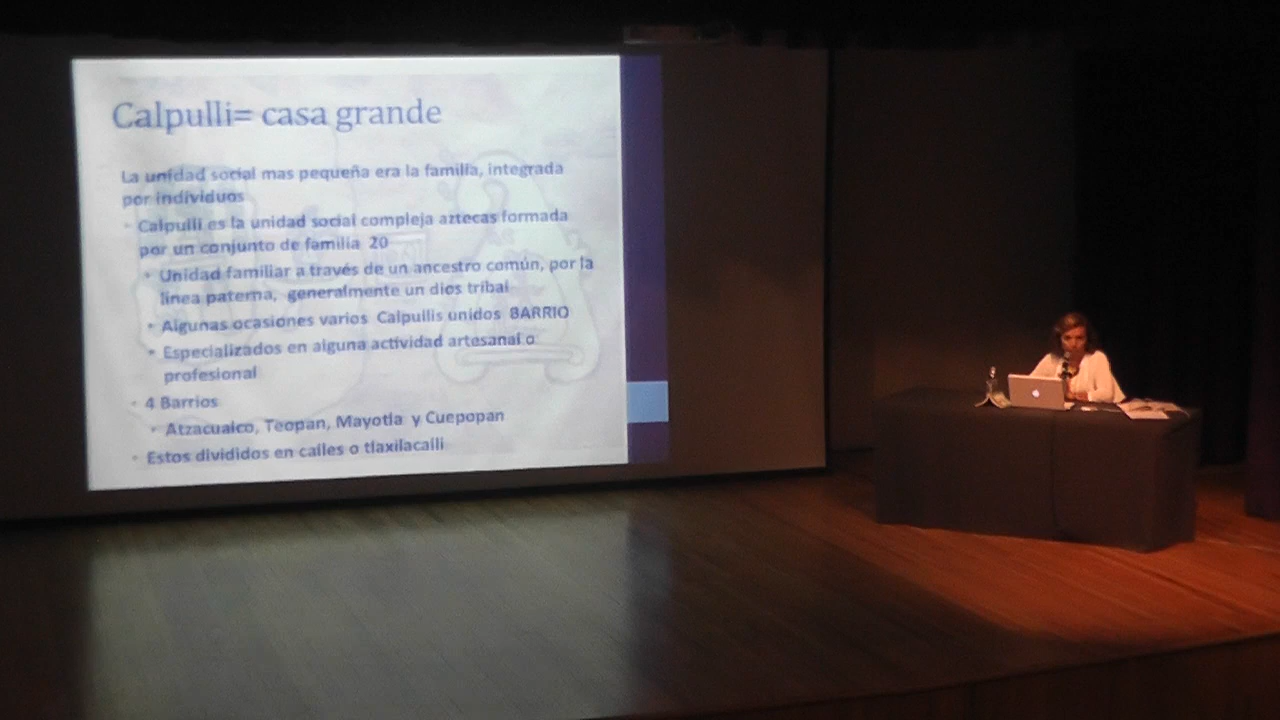 Calpulli= casa grande
La unidad social mas pequeña era la familia, integrada
por individuos
Calpulli es la unidad social compleja aztecas formada
por un conjunto de familia 20
Unidad familiar a través de un ancestro común, por la
línea paterna, generalmente un dios tribal
Algunas ocasiones varios Calpullis unidos BARRIO
Especializados en alguna actividad artesanal o
profesional
4 Barrios
Atzacualco, Teopan, Mayotla y Cuepopan
Estos divididos en calles o tlaxilacalli